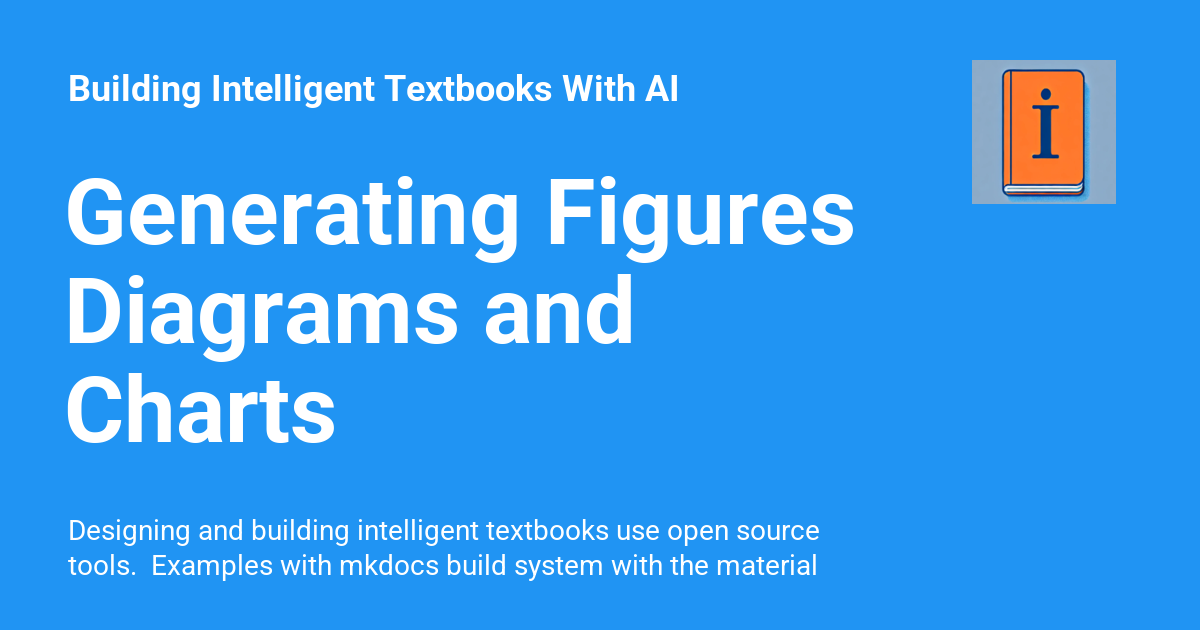 Building Intelligent Textbooks With AI
i
Generating Figures
Diagrams and
Charts
Designing and building intelligent textbooks use open source
tools.  Examples with mkdocs build system with the material